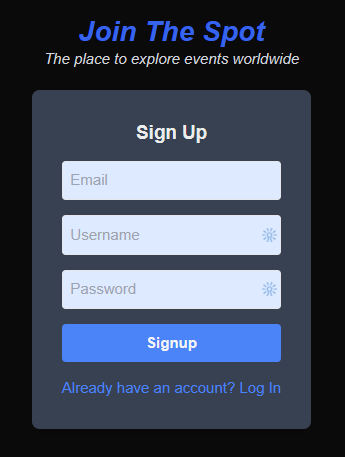 Join The Spot
The place to explore events worldwide
Sign Up
Email
Username
Password
Signup
Already have an account? Log In